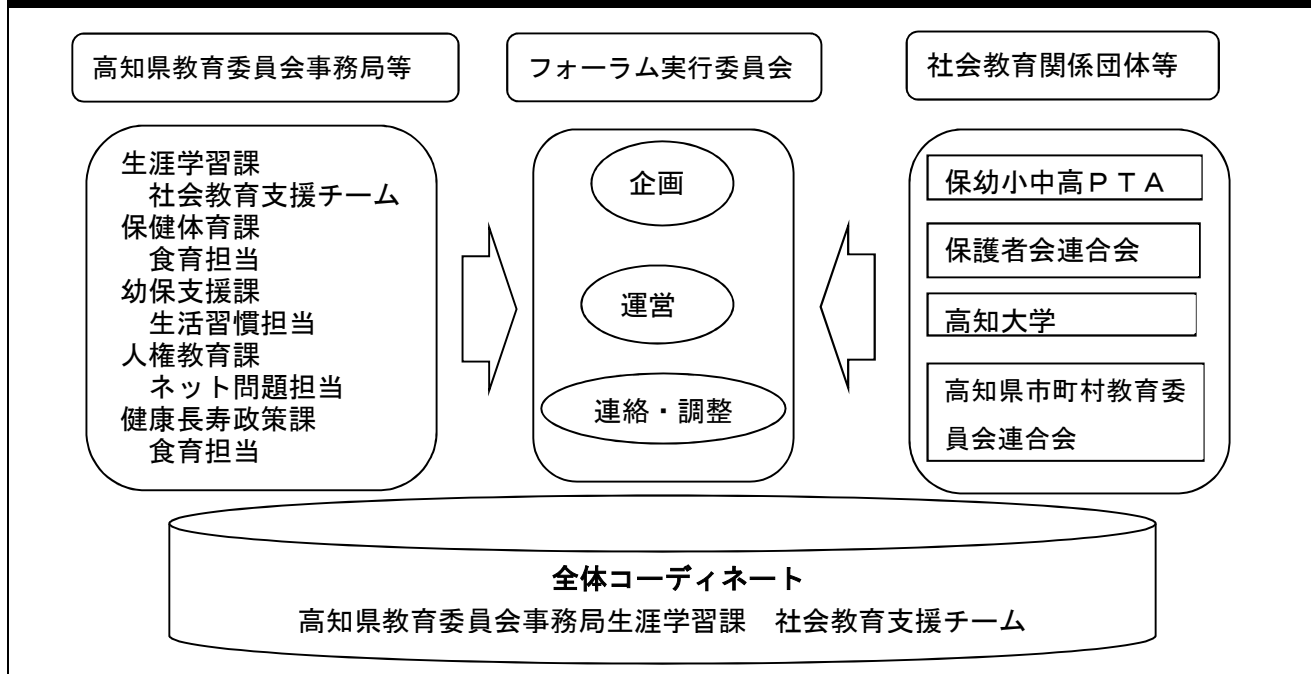 高知県教育委員会事務局等
フォーラム実行委員会
社会教育関係団体等
生涯学習課
社会教育支援チーム
保健体育課
食育担当
幼保支援課
生活習慣担当
人権教育課
ネット問題担当
健康長寿政策課
食育担当
企画
運営
連絡・調整
保幼小中高ＰＴＡ
保護者会連合会
高知大学
高知県市町村教育委
員会連合会
全体コーディネート
高知県教育委員会事務局生涯学習課　社会教育支援チーム